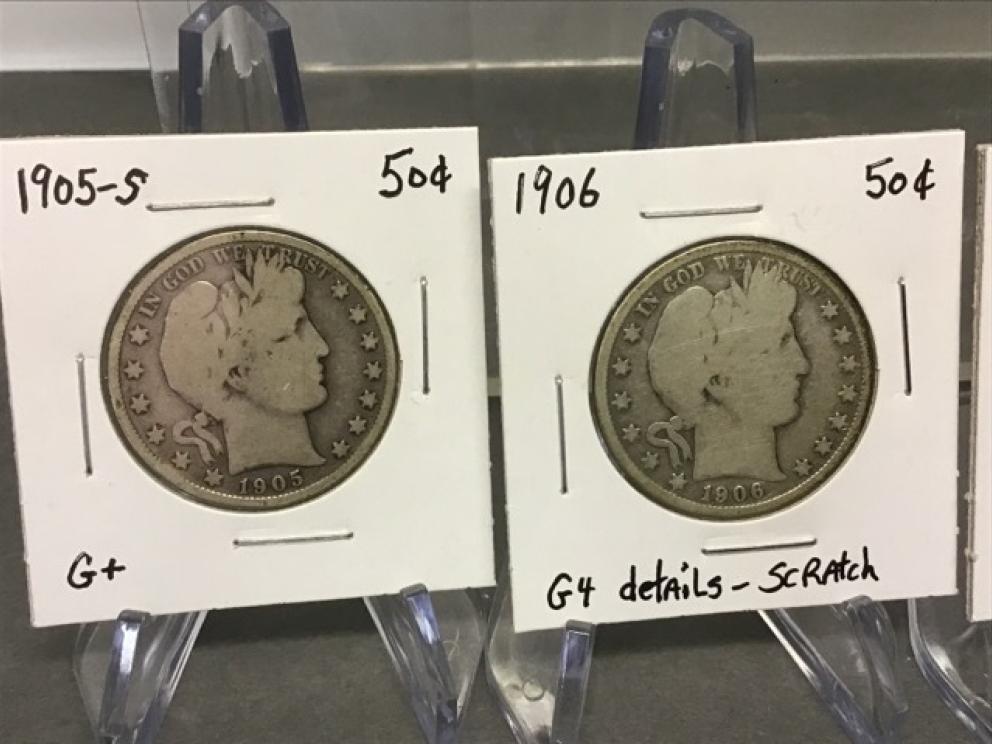 1905-S 50¢
IN GOD WE TRUST
1905
G+
1906 50¢
IN GOD WE TRUST
1906
G4 detAiLs - ScRAtch